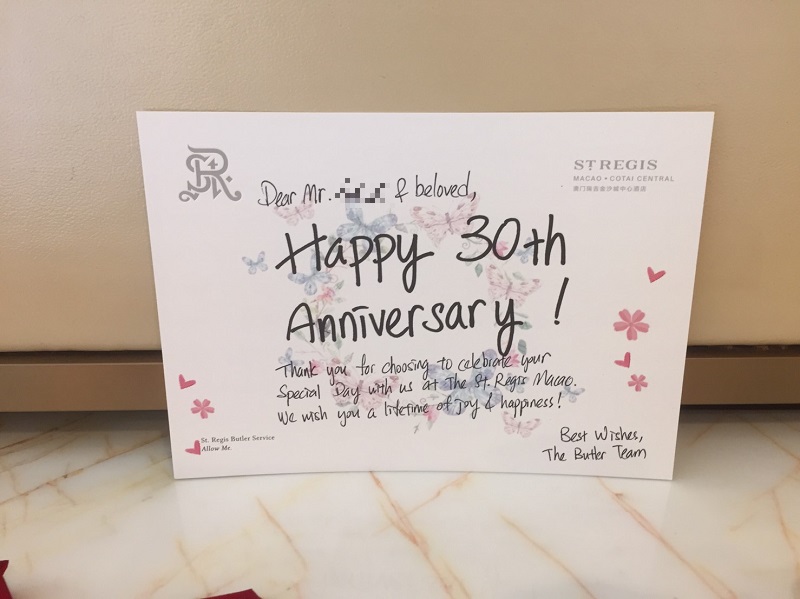 ST REGIS
MACAO • COTAI CENTRAL
Dear Mr. & beloved,
Happy 30th
Anniversary !
Thank you for choosing to celebrate your
Special Day with us at The St. Regis Macao.
We wish you a lifetime of joy & happiness!
Best Wishes,
The Butler Team
St. Regis Butler Service
Allow Me.